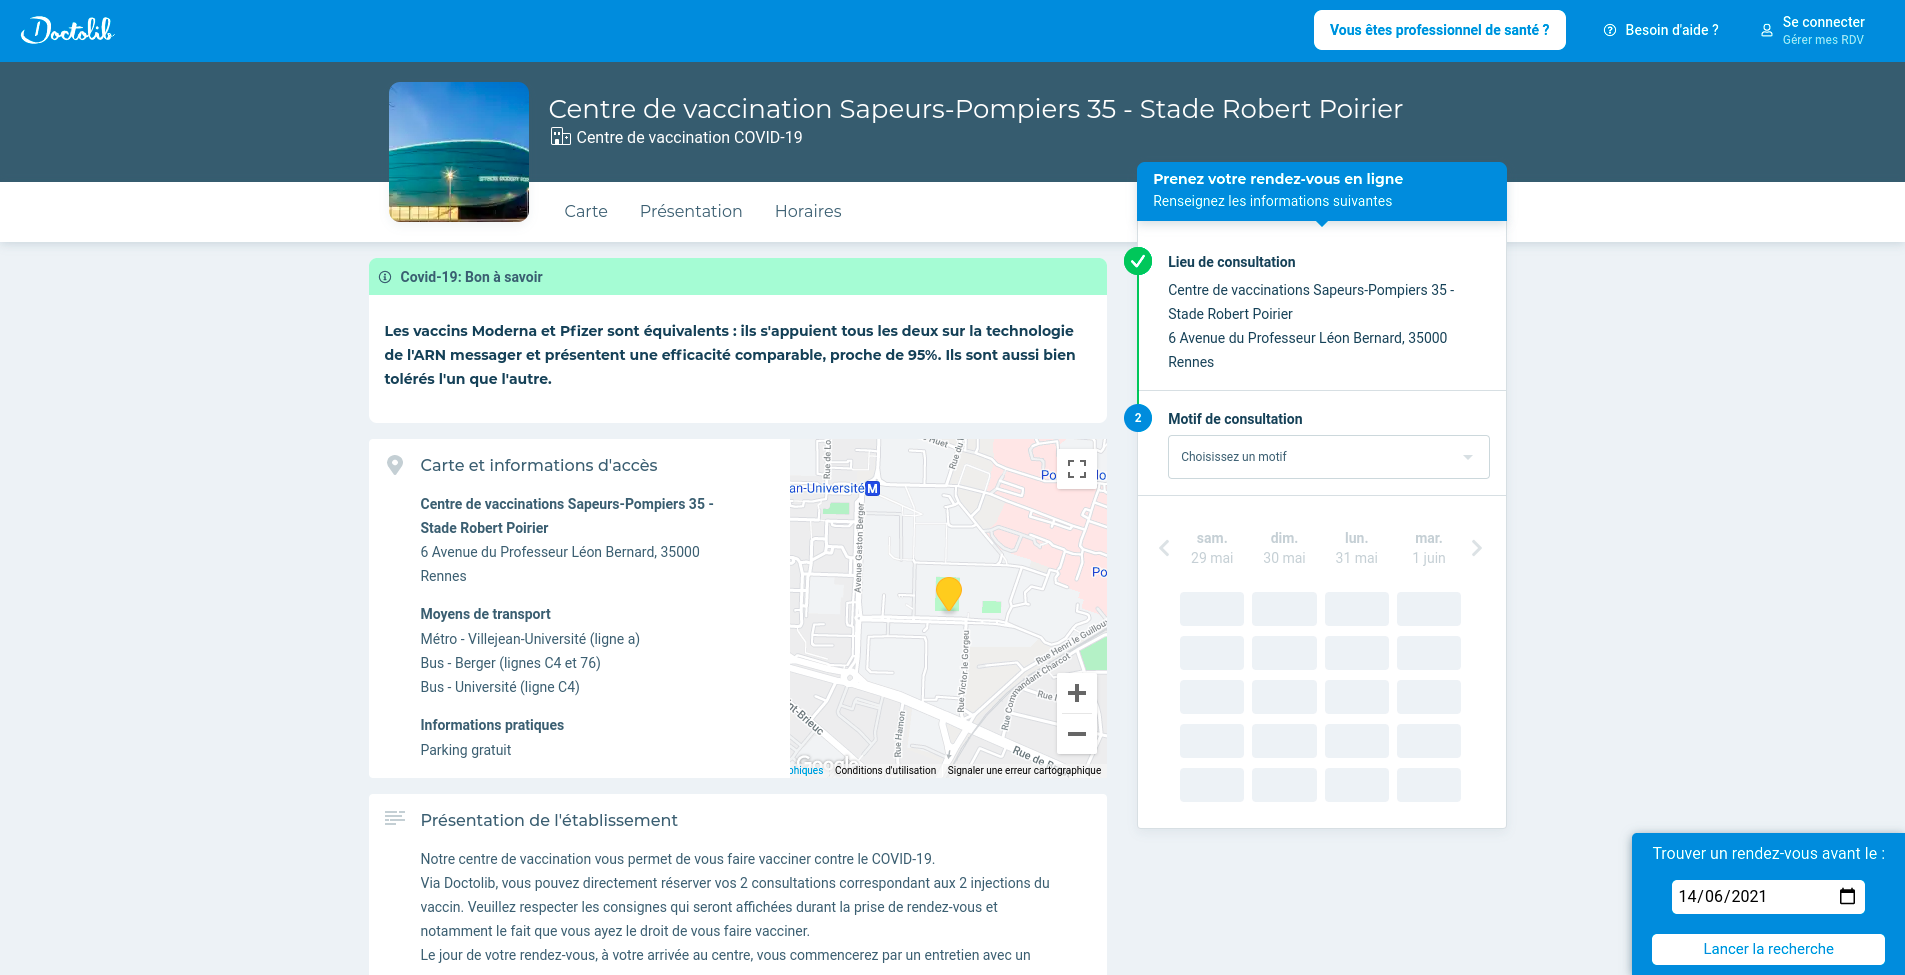 Doctolib
Vous êtes professionnel de santé ?
Besoin d'aide ?
Se connecter
Gérer mes RDV
Centre de vaccination Sapeurs-Pompiers 35 - Stade Robert Poirier
Centre de vaccination COVID-19
Carte
Présentation
Horaires
Covid-19: Bon à savoir
Les vaccins Moderna et Pfizer sont équivalents : ils s'appuient tous les deux sur la technologie
de l'ARN messager et présentent une efficacité comparable, proche de 95%. Ils sont aussi bien
tolérés l'un que l'autre.
Carte et informations d'accès
Centre de vaccinations Sapeurs-Pompiers 35 -
Stade Robert Poirier
6 Avenue du Professeur Léon Bernard, 35000
Rennes
Moyens de transport
Métro - Villejean-Université (ligne a)
Bus - Berger (lignes C4 et 76)
Bus - Université (ligne C4)
Informations pratiques
Parking gratuit
Huet
Rue de Lo
Rue du
Po
lo
an-Université
M
Avenue Gaston Berger
Po
Rue Henri le Guillou
Rue Victor le Gorgeu
Rue Commandant Charcot
nt-Brieuc
Rue Hamon
Rue
Rue de
Google
phiques
Conditions d'utilisation
Signaler une erreur cartographique
Présentation de l'établissement
Notre centre de vaccination vous permet de vous faire vacciner contre le COVID-19.
Via Doctolib, vous pouvez directement réserver vos 2 consultations correspondant aux 2 injections du
vaccin. Veuillez respecter les consignes qui seront affichées durant la prise de rendez-vous et
notamment le fait que vous ayez le droit de vous faire vacciner.
Le jour de votre rendez-vous, à votre arrivée au centre, vous commencerez par un entretien avec un
Prenez votre rendez-vous en ligne
Renseignez les informations suivantes
Lieu de consultation
Centre de vaccinations Sapeurs-Pompiers 35 -
Stade Robert Poirier
6 Avenue du Professeur Léon Bernard, 35000
Rennes
2
Motif de consultation
Choisissez un motif
sam. dim. lun. mar.
29 mai 30 mai 31 mai 1 juin
Trouver un rendez-vous avant le :
14/06/2021
Lancer la recherche